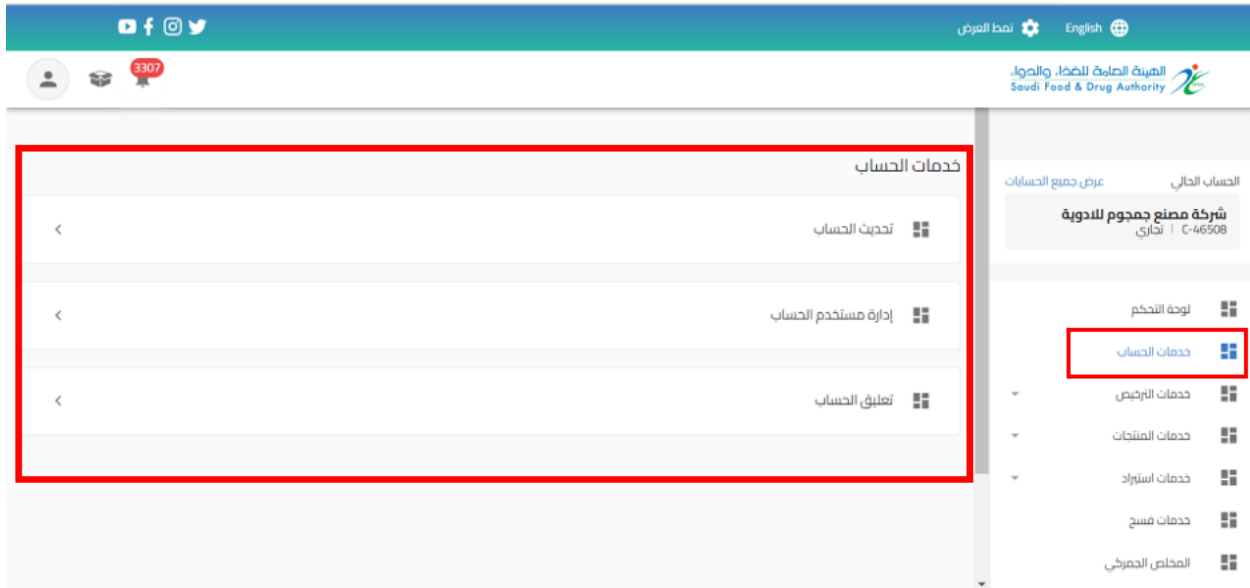 English
نمط العرض
3307
الهيئة العامة للغذاء والدواء
Saudi Food & Drug Authority
الحساب الحالي
عرض جميع الحسابات
شركة مصنع جمجوم للادوية
C-46508 | تجاري
لوحة التحكم
خدمات الحساب
خدمات الترخيص
خدمات المنتجات
خدمات استيراد
خدمات فسح
المخلص الجمركي
خدمات الحساب
تحديث الحساب
إدارة مستخدم الحساب
تعليق الحساب